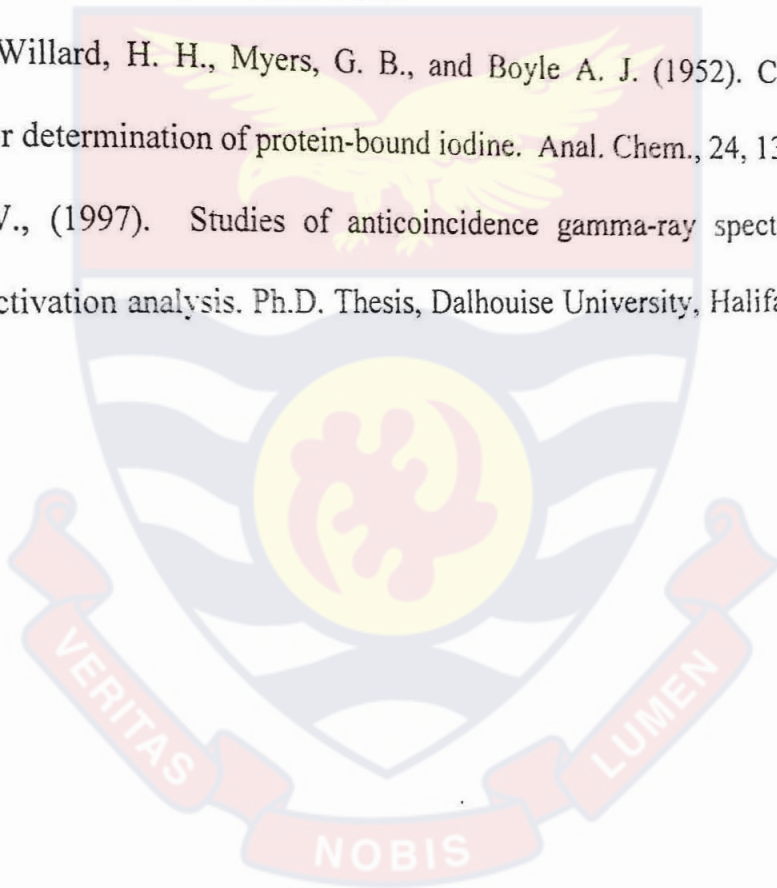 Willard, H. H., Myers, G. B., and Boyle A. J. (1952). C
r determination of protein-bound iodine. Anal. Chem., 24, 13
V., (1997). Studies of anticoincidence gamma-ray spect
ctivation analysis. Ph.D. Thesis, Dalhouise University, Halifa
VERITAS
NOBIS
LUMEN